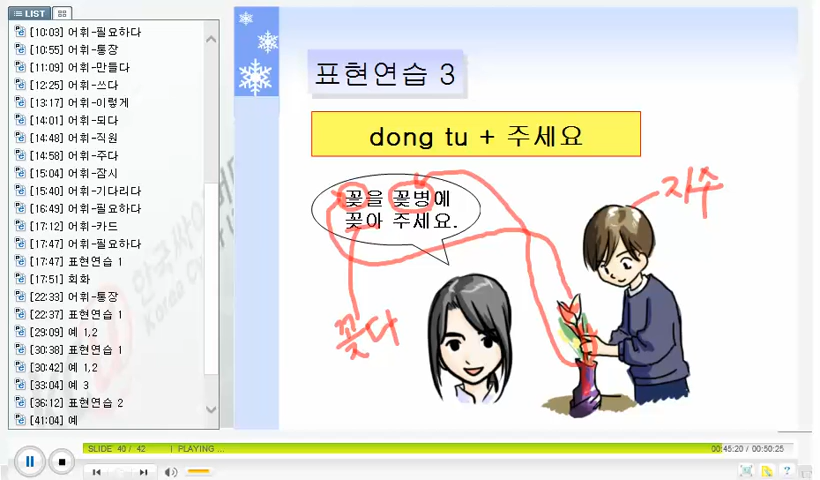 LIST
[10:03] 어휘-필요하다
[10:55] 어휘-통장
[11:09] 어휘-만들다
[12:25] 어휘-쓰다
[13:17] 어휘-이렇게
[14:01] 어휘-되다
[14:48] 어휘-직원
[14:58] 어휘-주다
[15:04] 어휘-잠시
[15:40] 어휘-기다리다
[16:49] 어휘-필요하다
[17:12] 어휘-카드
[17:47] 어휘-필요하다
[17:47] 표현연습 1
[17:51] 회화
[22:33] 어휘-통장
[22:37] 표현연습 1
[29:09] 예 1,2
[30:38] 표현연습 1
[30:42] 예 1,2
[33:04] 예 3
[36:12] 표현연습 2
[41:04] 예
표현연습 3
dong tu + 주세요
꽃을 꽃병에
꽂아 주세요.
지수
꽂다
SLIDE 40 / 42 | PLAYING ...
00:45:20 / 00:50:25